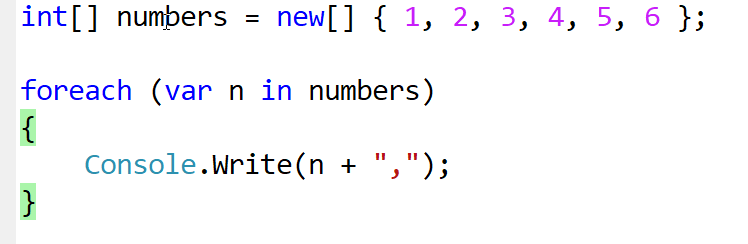 int[] numbers = new[] { 1, 2, 3, 4, 5, 6 };
foreach (var n in numbers)
{
    Console.Write(n + ",");
}